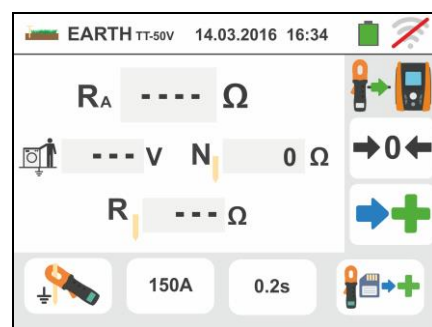 EARTH TT-50V 14.03.2016 16:34
RA - - - - Ω
- - - V N 0 Ω
➔0←
R - - - Ω
150A 0.2s